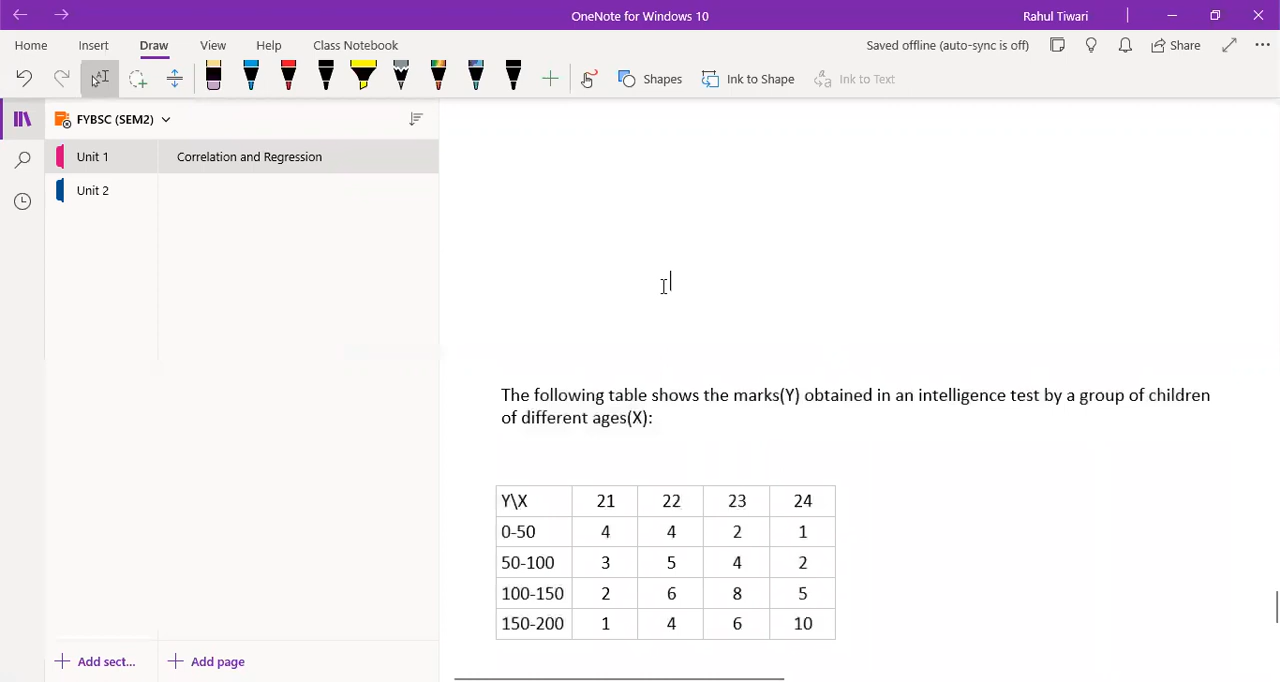 OneNote for Windows 10
Rahul Tiwari
Home Insert Draw View Help Class Notebook
Saved offline (auto-sync is off) Share
Shapes Ink to Shape Ink to Text
FYBSC (SEM2)
Unit 1 Correlation and Regression
Unit 2
The following table shows the marks(Y) obtained in an intelligence test by a group of children
of different ages(X):
Y\X 21 22 23 24
0-50 4 4 2 1
50-100 3 5 4 2
100-150 2 6 8 5
150-200 1 4 6 10
Add sect... Add page